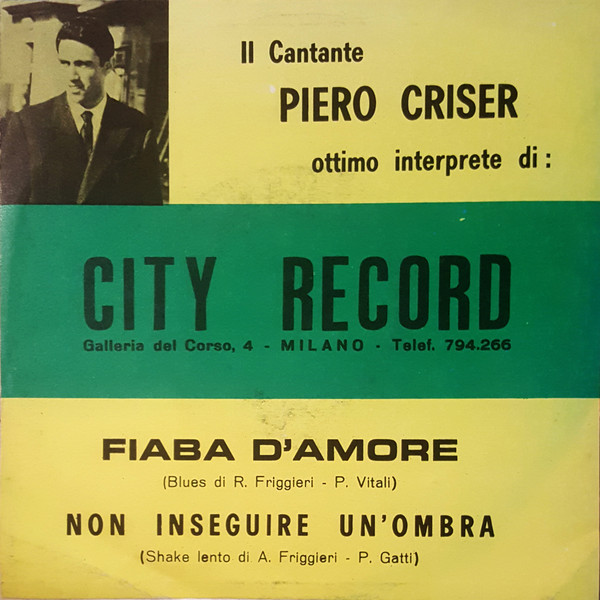 Il Cantante
PIERO CRISER
ottimo interprete di :
CITY RECORD
Galleria del Corso, 4 - MILANO - Telef. 794.266
FIABA D'AMORE
(Blues di R. Friggieri - P. Vitali)
NON INSEGUIRE UN'OMBRA
(Shake lento di A. Friggieri - P. Gatti)